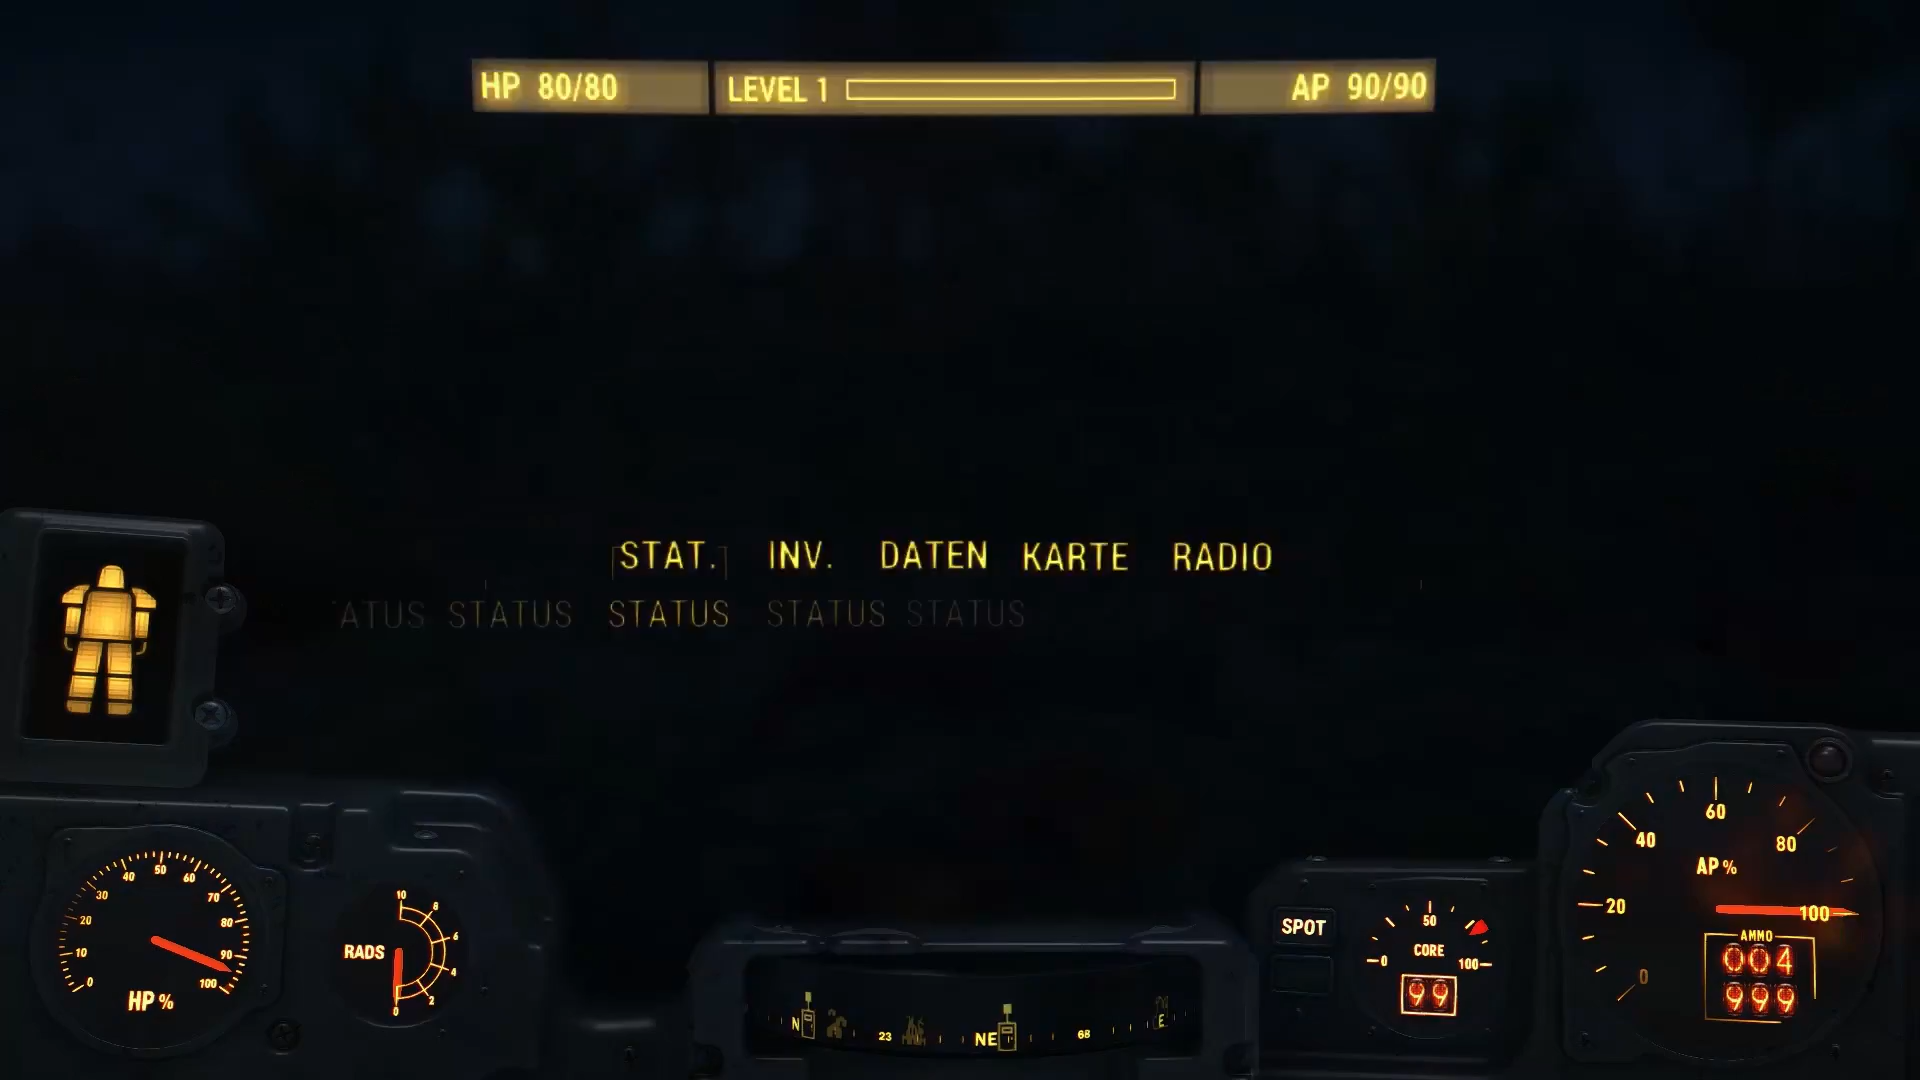 HP 80/80 LEVEL 1 AP 90/90
STAT. INV. DATEN KARTE RADIO
ATUS STATUS STATUS STATUS STATUS
0 10 20 30 40 50 60 70 80 90 100
HP %
10 8 6 4 2 0
RADS
N 23 NE 68 E
SPOT
0 50 100
CORE
99
0 20 40 60 80 100
AP %
AMMO
004
999